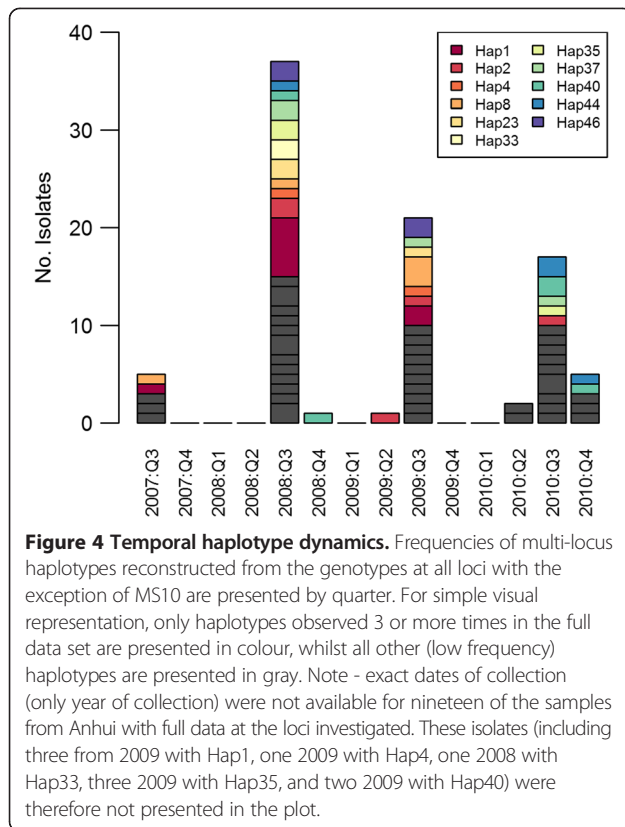 40
30
20
10
0
No. Isolates
Hap1
Hap2
Hap4
Hap8
Hap23
Hap33
Hap35
Hap37
Hap40
Hap44
Hap46
2007:Q3
2007:Q4
2008:Q1
2008:Q2
2008:Q3
2008:Q4
2009:Q1
2009:Q2
2009:Q3
2009:Q4
2010:Q1
2010:Q2
2010:Q3
2010:Q4
Figure 4 Temporal haplotype dynamics. Frequencies of multi-locus
haplotypes reconstructed from the genotypes at all loci with the
exception of MS10 are presented by quarter. For simple visual
representation, only haplotypes observed 3 or more times in the full
data set are presented in colour, whilst all other (low frequency)
haplotypes are presented in gray. Note - exact dates of collection
(only year of collection) were not available for nineteen of the samples
from Anhui with full data at the loci investigated. These isolates (including
three from 2009 with Hap1, one 2009 with Hap4, one 2008 with
Hap33, three 2009 with Hap35, and two 2009 with Hap40) were
therefore not presented in the plot.